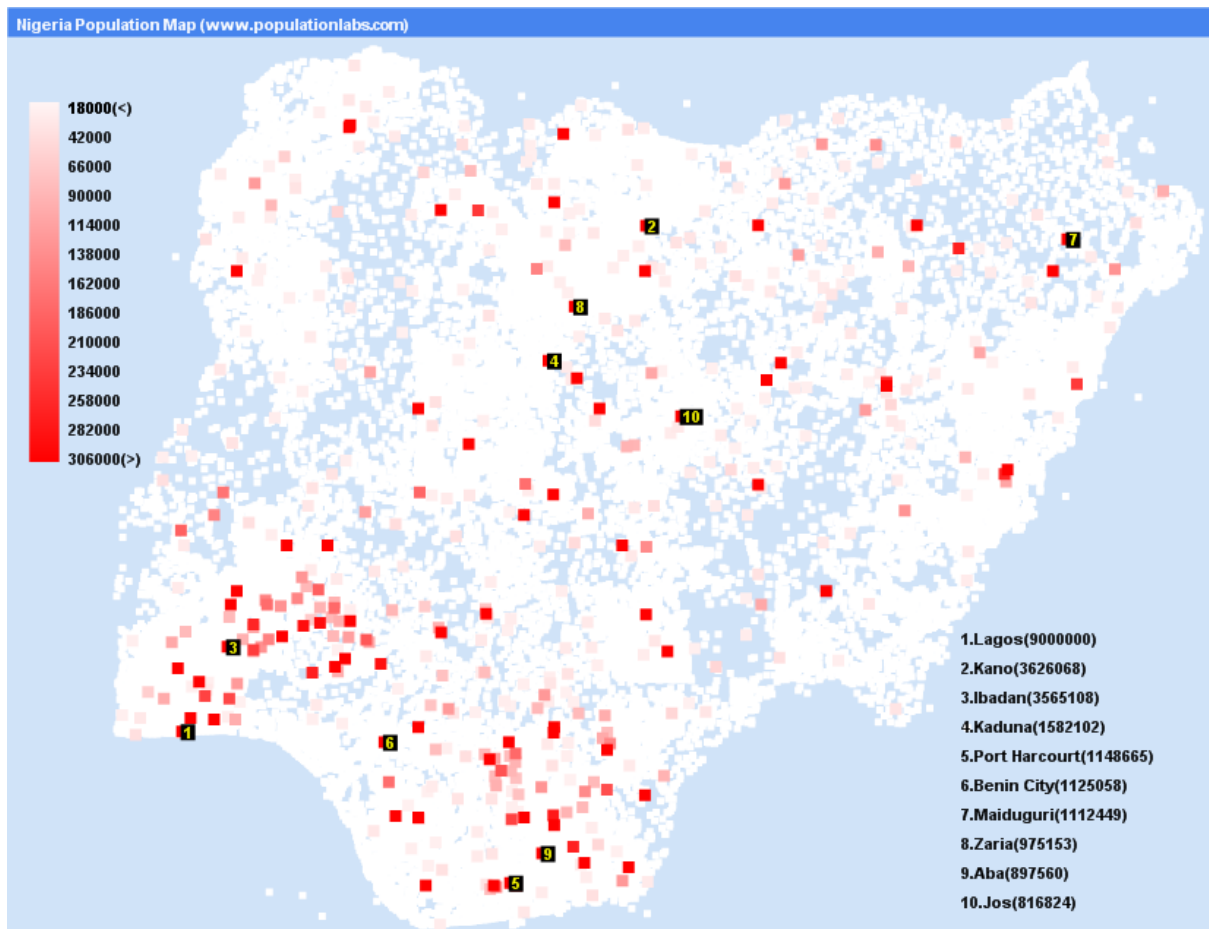 Nigeria Population Map (www.populationlabs.com)
18000(<)
42000
66000
90000
114000
138000
162000
186000
210000
234000
258000
282000
306000(>)
2
7
8
4
10
3
1
6
9
5
1.Lagos(9000000)
2.Kano(3626068)
3.Ibadan(3565108)
4.Kaduna(1582102)
5.Port Harcourt(1148665)
6.Benin City(1125058)
7.Maiduguri(1112449)
8.Zaria(975153)
9.Aba(897560)
10.Jos(816824)